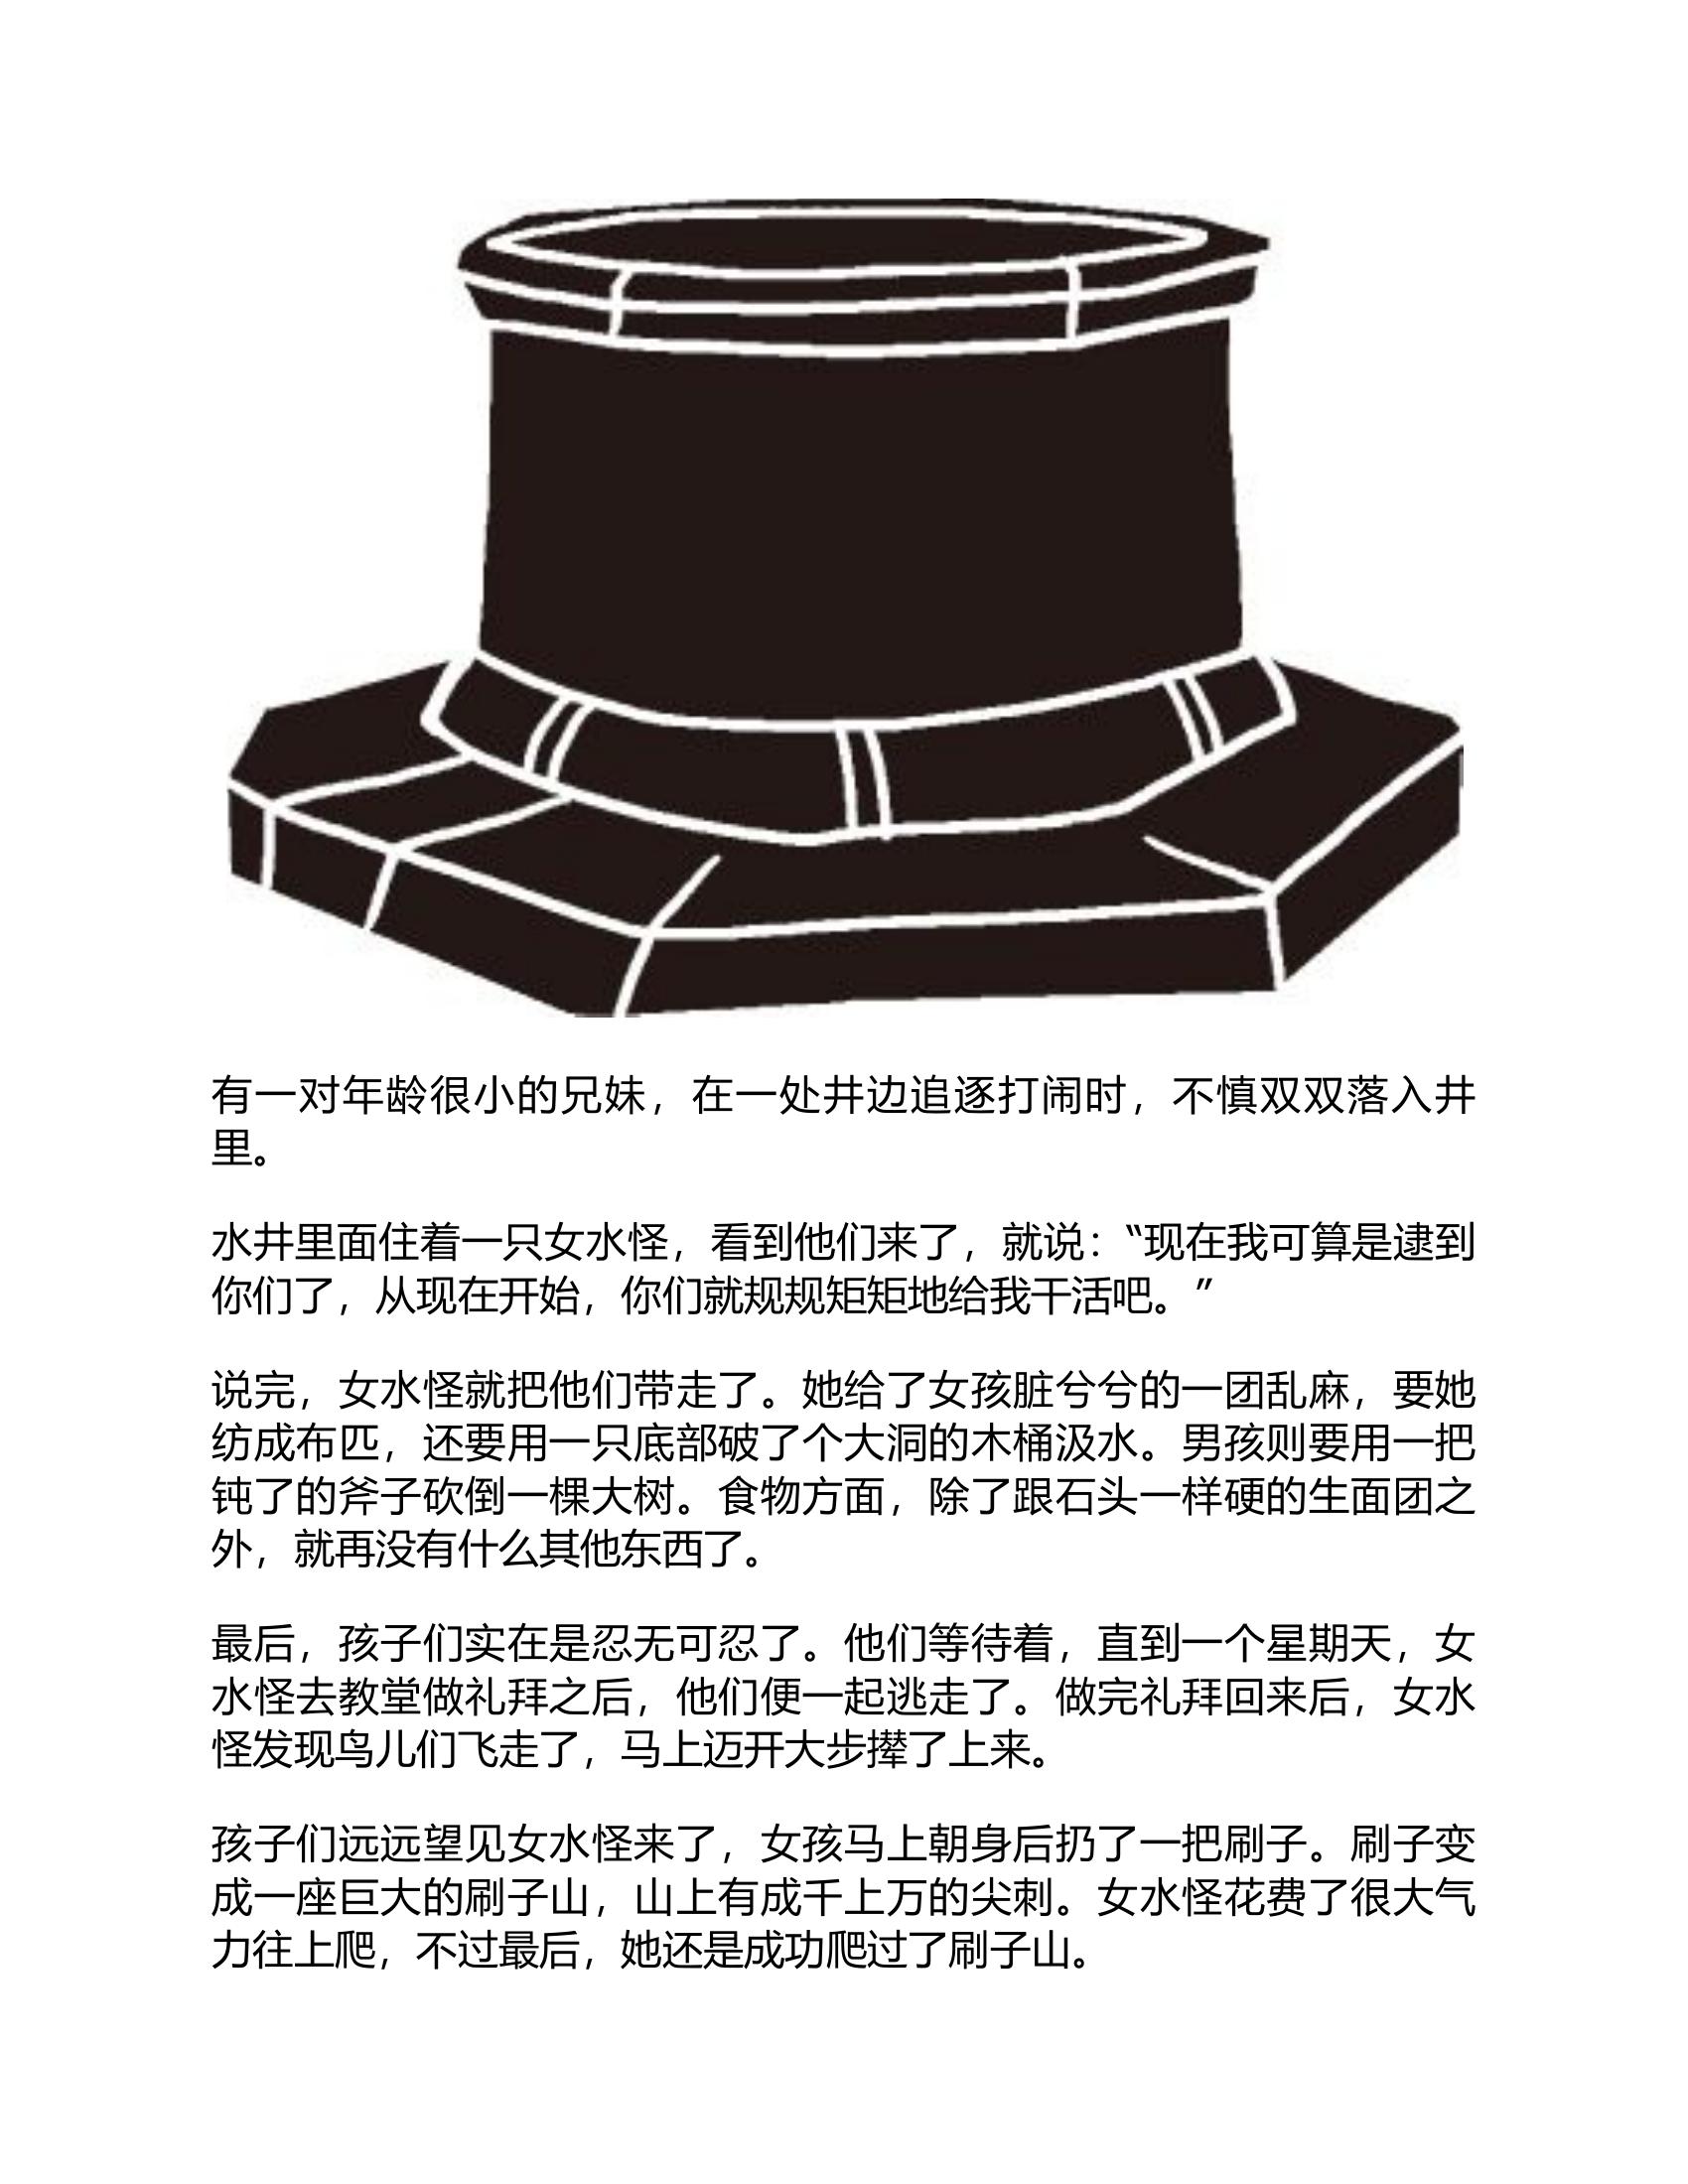 有一对年龄很小的兄妹，在一处井边追逐打闹时，不慎双双落入井
里。
水井里面住着一只女水怪，看到他们来了，就说：“现在我可算是逮到
你们了，从现在开始，你们就规规矩矩地给我干活吧。”
说完，女水怪就把他们带走了。她给了女孩脏兮兮的一团乱麻，要她
纺成布匹，还要用一只底部破了个大洞的木桶汲水。男孩则要用一把
钝了的斧子砍倒一棵大树。食物方面，除了跟石头一样硬的生面团之
外，就再没有什么其他东西了。
最后，孩子们实在是忍无可忍了。他们等待着，直到一个星期天，女
水怪去教堂做礼拜之后，他们便一起逃走了。做完礼拜回来后，女水
怪发现鸟儿们飞走了，马上迈开大步撵了上来。
孩子们远远望见女水怪来了，女孩马上朝身后扔了一把刷子。刷子变
成一座巨大的刷子山，山上有成千上万的尖刺。女水怪花费了很大气
力往上爬，不过最后，她还是成功爬过了刷子山。